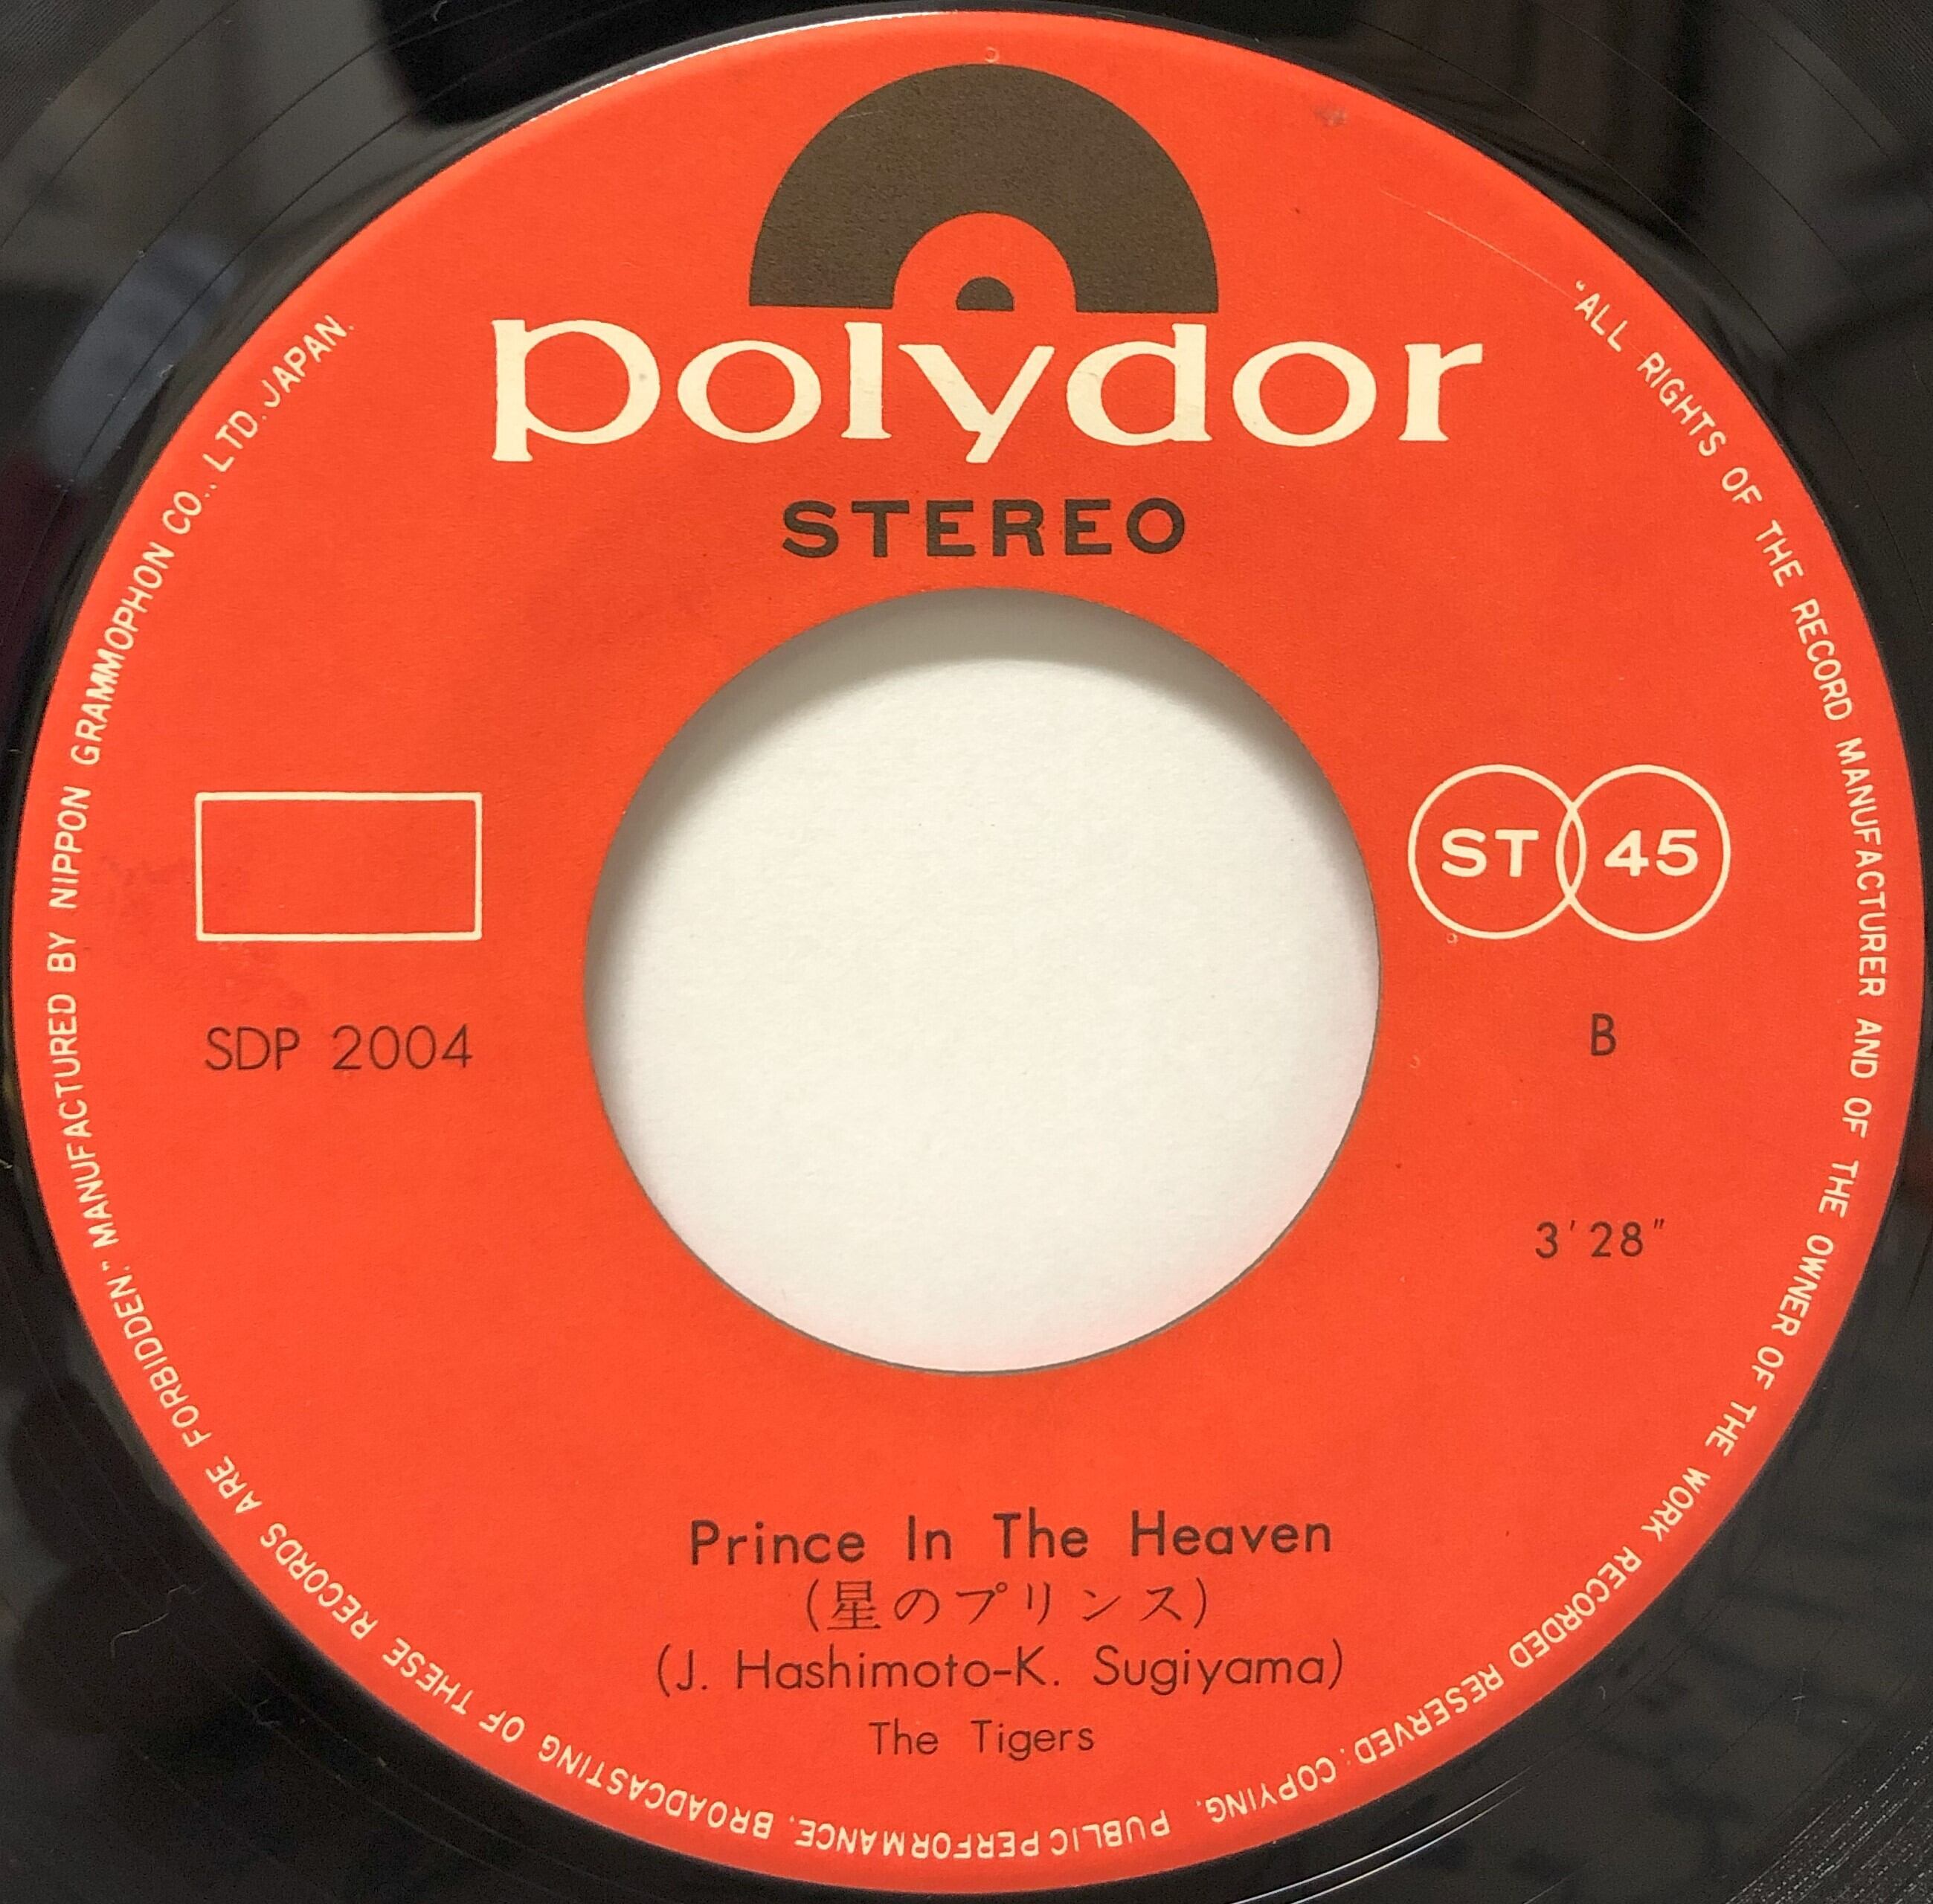 polydor
STEREO
ST 45
SDP 2004
B
3'28"
Prince In The Heaven
(星のプリンス)
(J. Hashimoto-K. Sugiyama)
The Tigers
"ALL RIGHTS OF THE RECORD MANUFACTURER AND OF THE OWNER OF THE WORK RECORDED RESERVED: COPYING, PUBLIC PERFORMANCE, BROADCASTING OF THESE RECORDS ARE FORBIDDEN." MANUFACTURED BY NIPPON GRAMMOPHON CO., LTD. JAPAN.